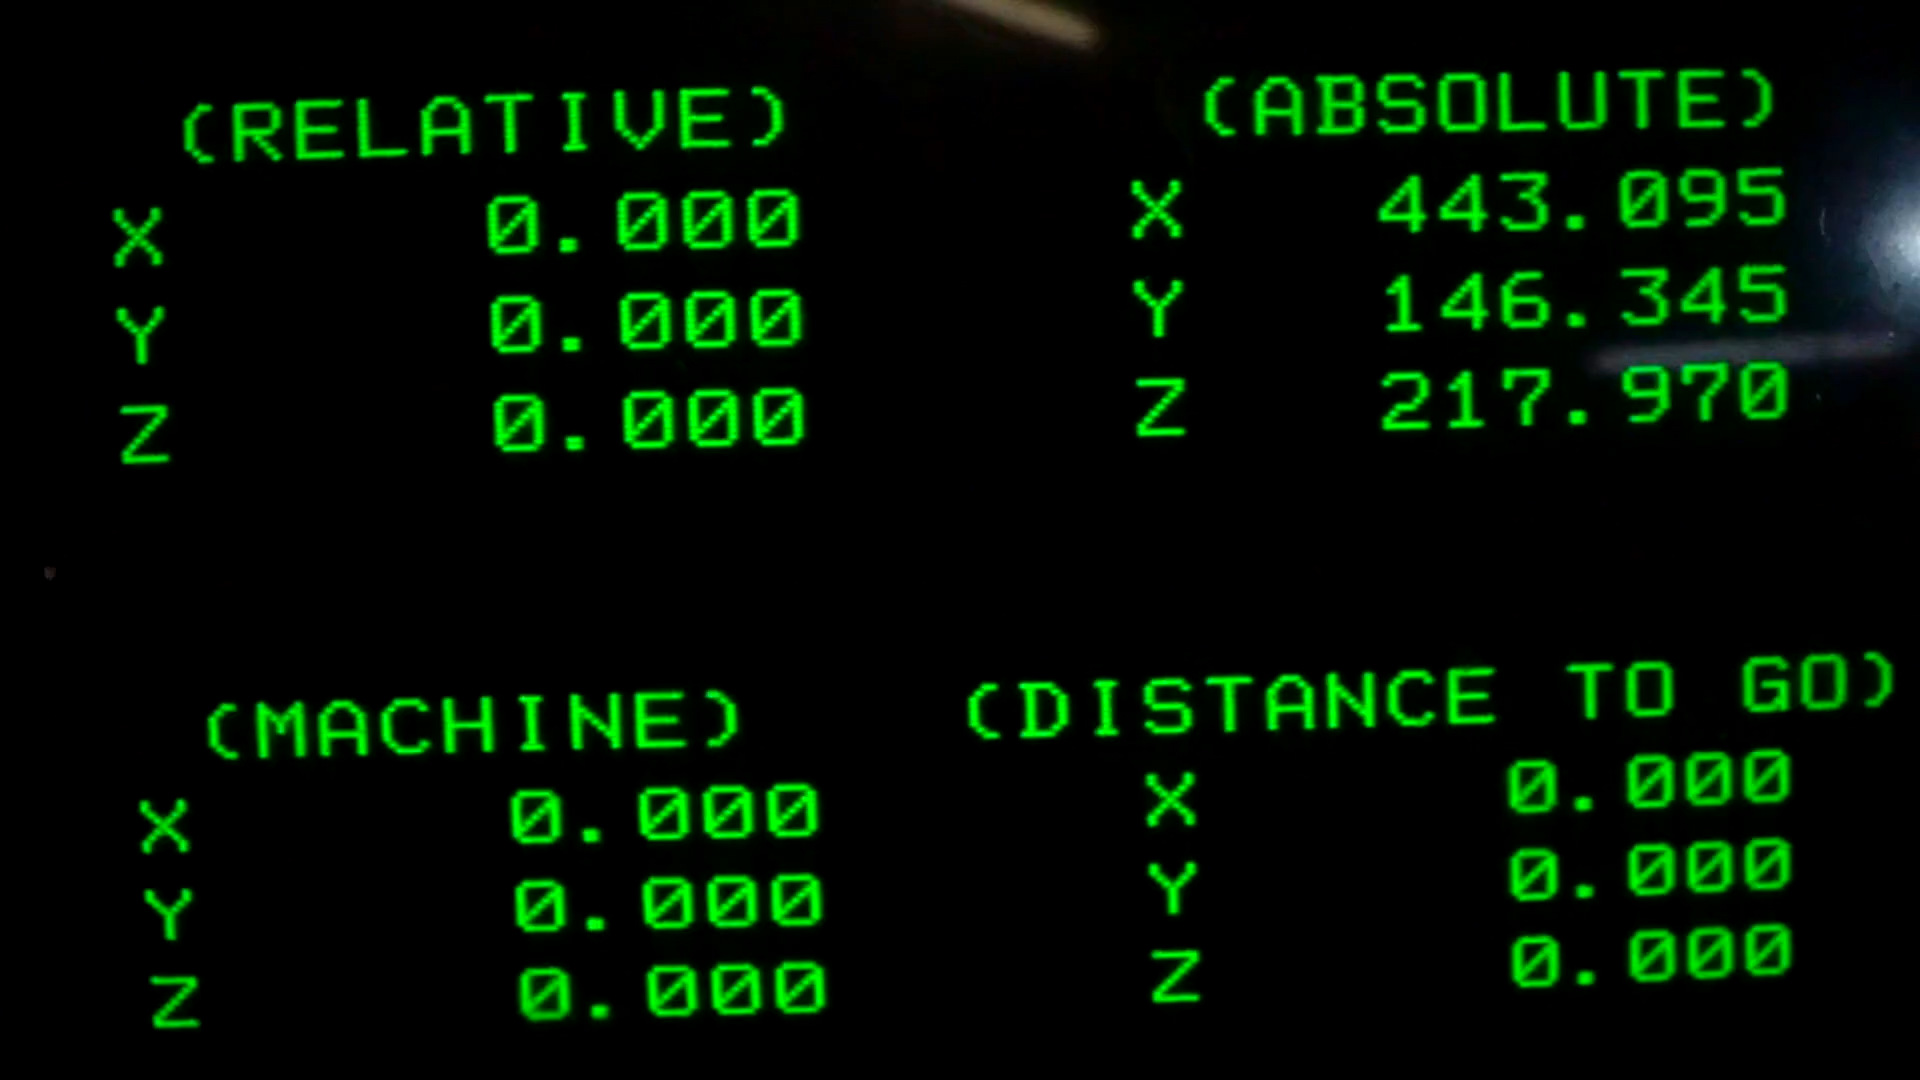 (RELATIVE)
X 0.000
Y 0.000
Z 0.000
(ABSOLUTE)
X 443.095
Y 146.345
Z 217.970
(MACHINE)
X 0.000
Y 0.000
Z 0.000
(DISTANCE TO GO)
X 0.000
Y 0.000
Z 0.000